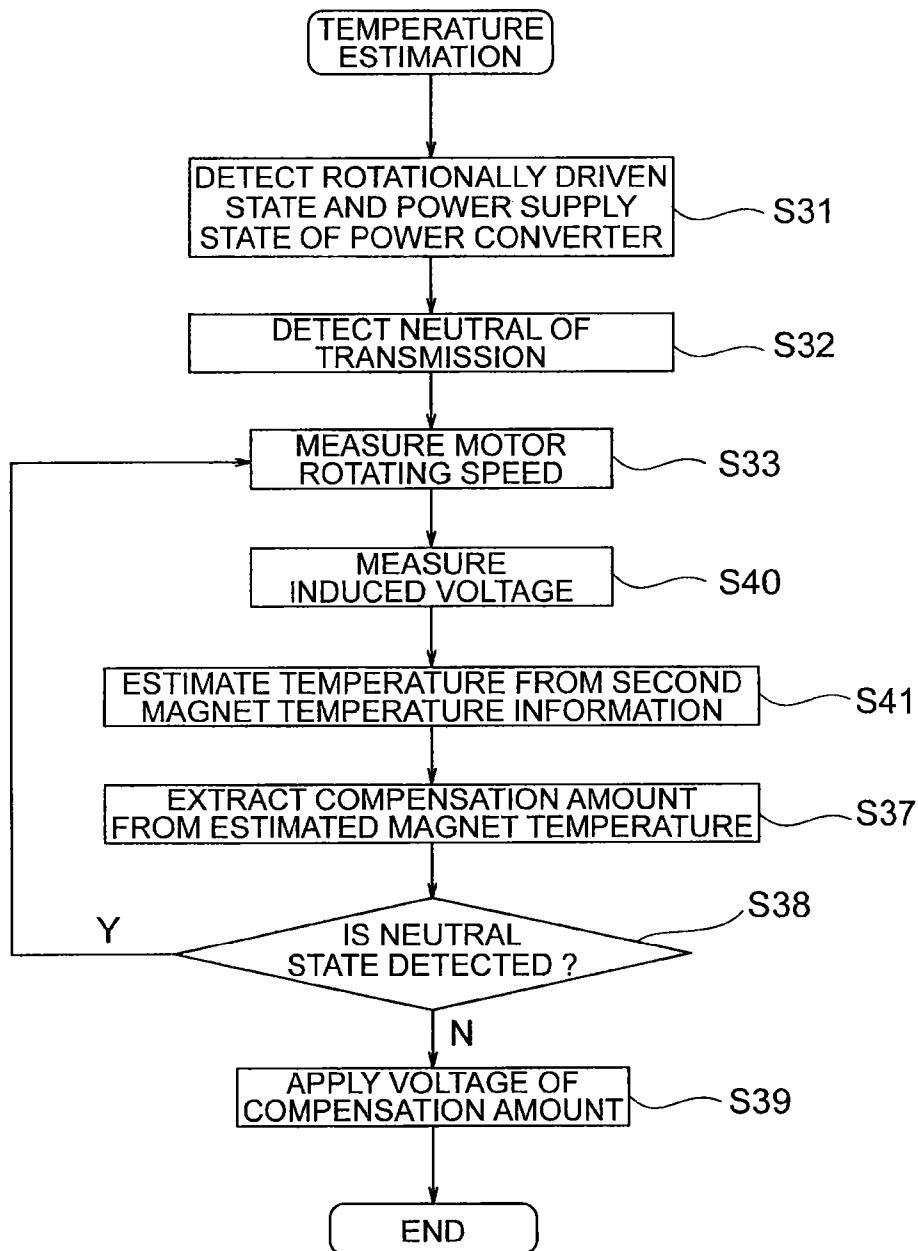 TEMPERATURE
ESTIMATION
DETECT ROTATIONALLY DRIVEN
STATE AND POWER SUPPLY
STATE OF POWER CONVERTER
S31
DETECT NEUTRAL OF
TRANSMISSION
S32
MEASURE MOTOR
ROTATING SPEED
S33
MEASURE
INDUCED VOLTAGE
S40
ESTIMATE TEMPERATURE FROM SECOND
MAGNET TEMPERATURE INFORMATION
S41
EXTRACT COMPENSATION AMOUNT
FROM ESTIMATED MAGNET TEMPERATURE
S37
S38
Y
IS NEUTRAL
STATE DETECTED ?
N
APPLY VOLTAGE OF
COMPENSATION AMOUNT
S39
END